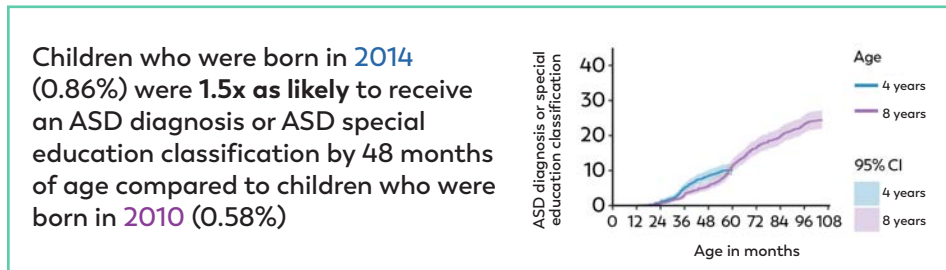 Children who were born in 2014
(0.86%) were 1.5x as likely to receive
an ASD diagnosis or ASD special
education classification by 48 months
of age compared to children who were
born in 2010 (0.58%)
ASD diagnosis or special
education classification
40
30
20
10
0
0 12 24 36 48 60 72 84 96 108
Age in months
Age
4 years
8 years
95% CI
4 years
8 years